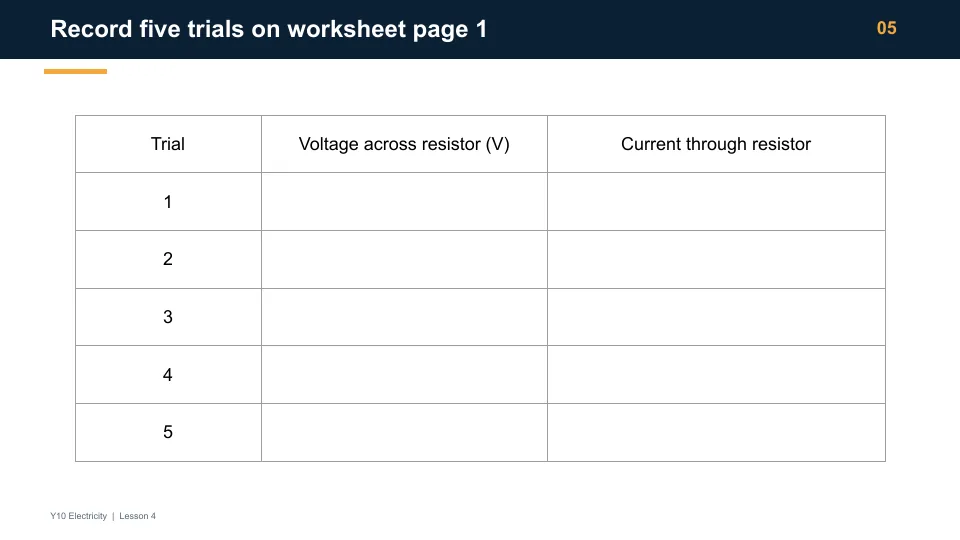 Record five trials on worksheet page 1
05
Trial
Voltage across resistor (V)
Current through resistor
1
2
3
4
5
Y10 Electricity | Lesson 4